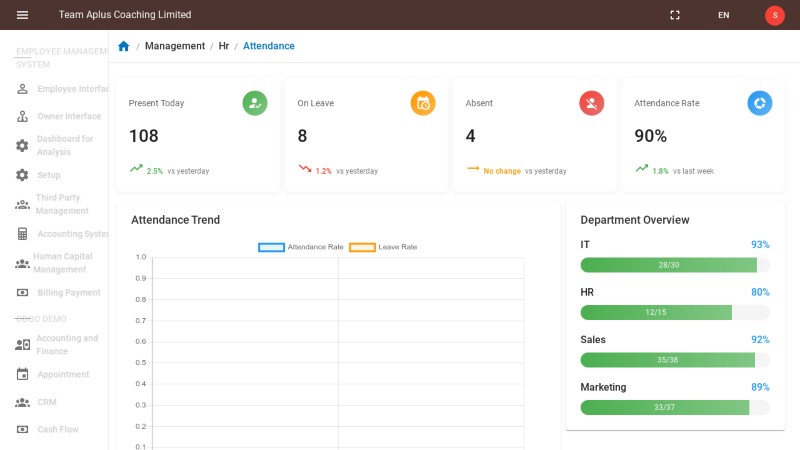 Team Aplus Coaching Limited
EN
S
EMPLOYEE MANAGEM
SYSTEM
Employee Interfac
Owner Interface
Dashboard for
Analysis
Setup
Third Party
Management
Accounting System
Human Capital
Management
Billing Payment
DEMO
Accounting and
Finance
Appointment
CRM
Cash Flow
/ Management / Hr / Attendance
Present Today
108
2.5% vs yesterday
On Leave
8
1.2% vs yesterday
Absent
4
No change vs yesterday
Attendance Rate
90%
1.8% vs last week
Attendance Trend
Attendance Rate
Leave Rate
1.0
0.9
0.8
0.7
0.6
0.5
0.4
0.3
0.2
0.1
Department Overview
IT 93%
28/30
HR 80%
12/15
Sales 92%
35/38
Marketing 89%
33/37